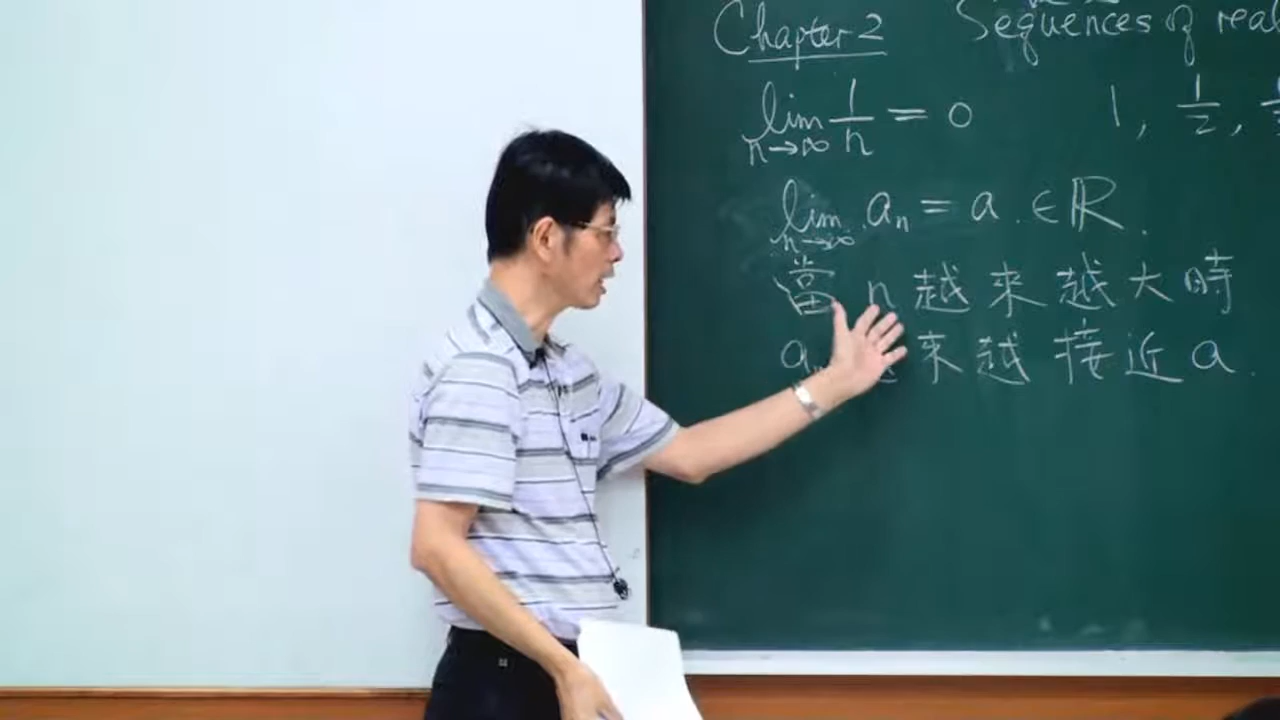 Chapter 2 Sequences of real
lim n→∞ 1/n = 0 1, 1/2,
lim n→∞ an = a ∈ ℝ.
當 n 越來越大時
an 來越接近 a.